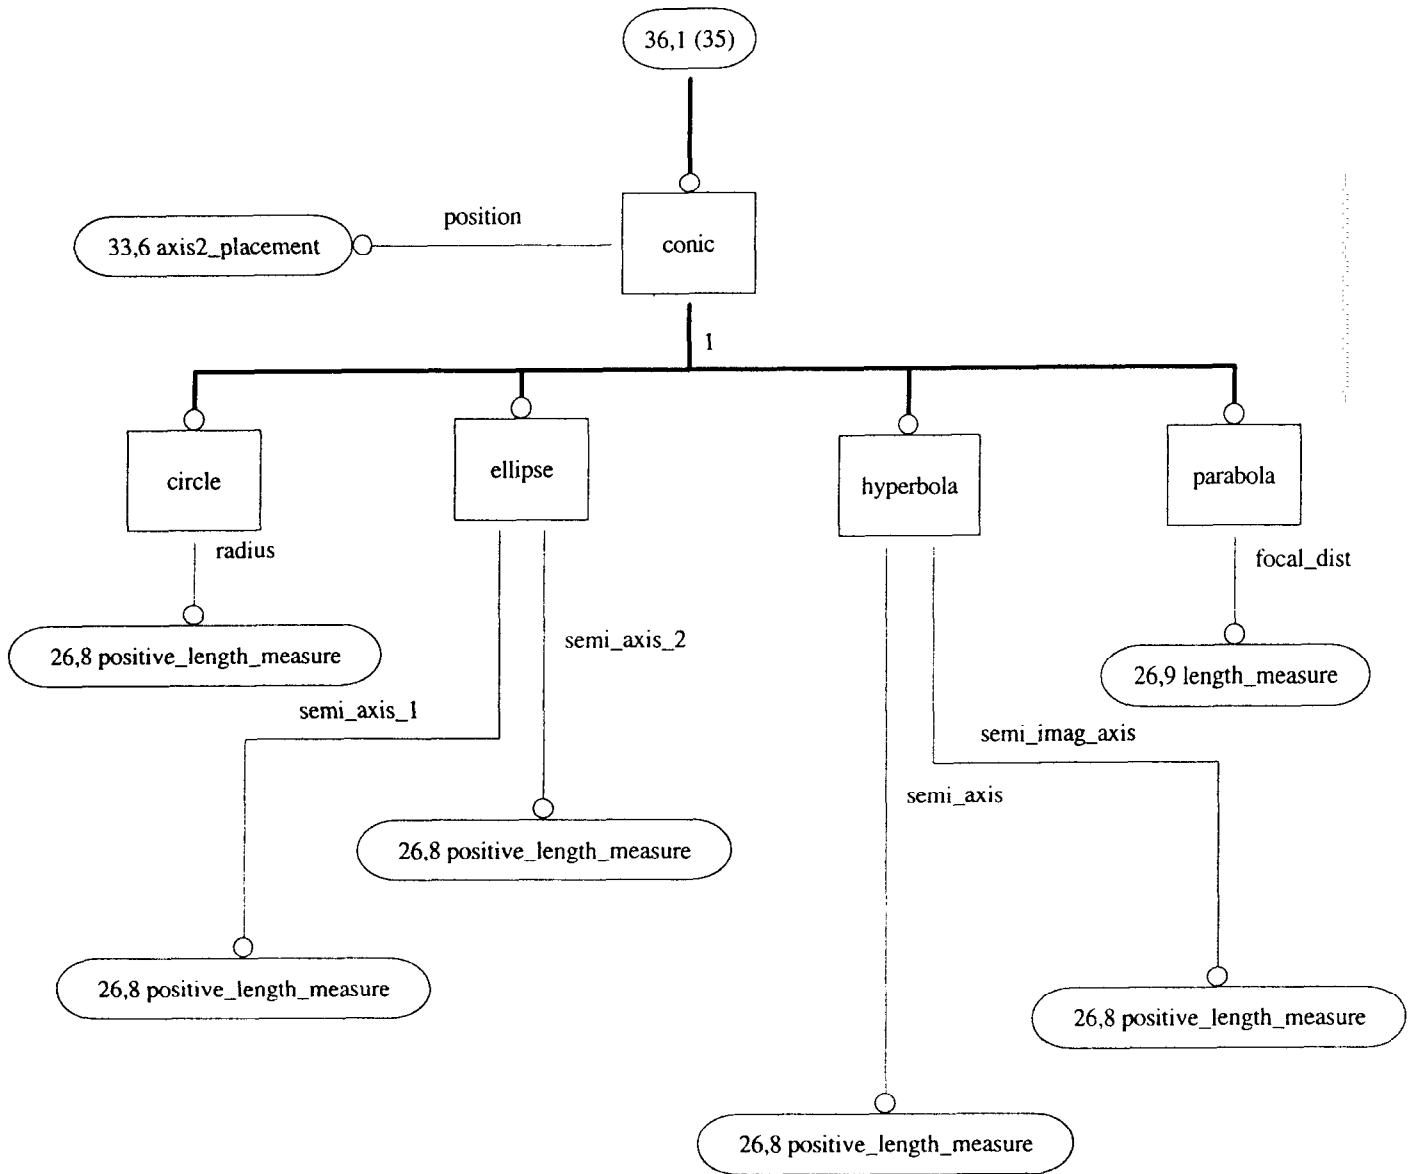 36,1 (35)
position
33,6 axis2_placement
conic
1
circle
ellipse
hyperbola
parabola
radius
focal_dist
semi_axis_2
26,8 positive_length_measure
26,9 length_measure
semi_axis_1
semi_imag_axis
semi_axis
26,8 positive_length_measure
26,8 positive_length_measure
26,8 positive_length_measure
26,8 positive_length_measure